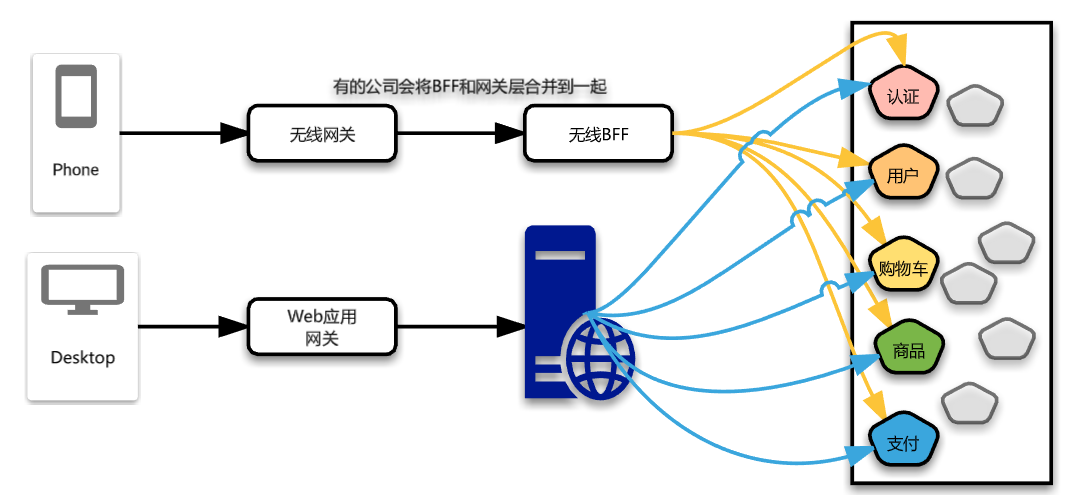 有的公司会将BFF和网关层合并到一起
Phone
无线网关
无线BFF
Desktop
Web应用
网关
认证
用户
购物车
商品
支付